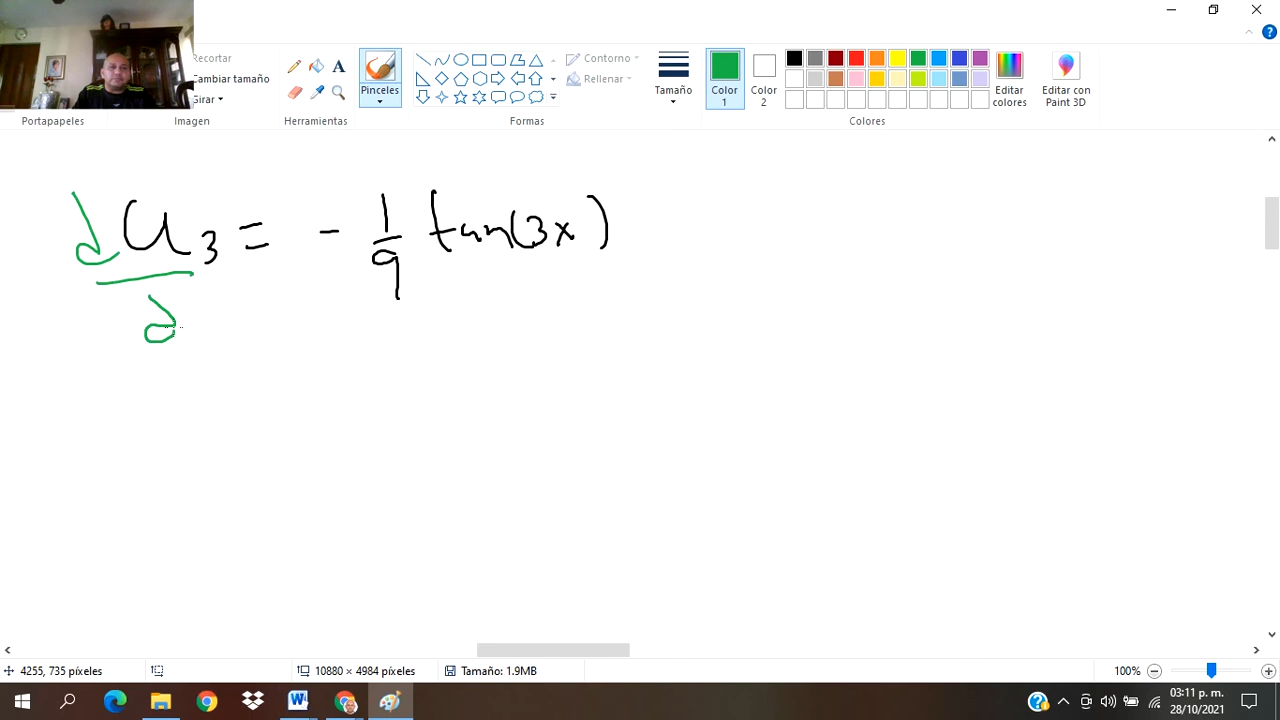 Recortar
Cambiar tamaño
Girar
Pinceles
Contorno
Rellenar
Tamaño
Color 1
Color 2
Editar colores
Editar con Paint 3D
Portapapeles
Imagen
Herramientas
Formas
Colores
d U₃ = - 1/9 tan(3x)
d
4255, 735 píxeles
10880 × 4984 píxeles
Tamaño: 1.9MB
100%
03:11 p. m.
28/10/2021